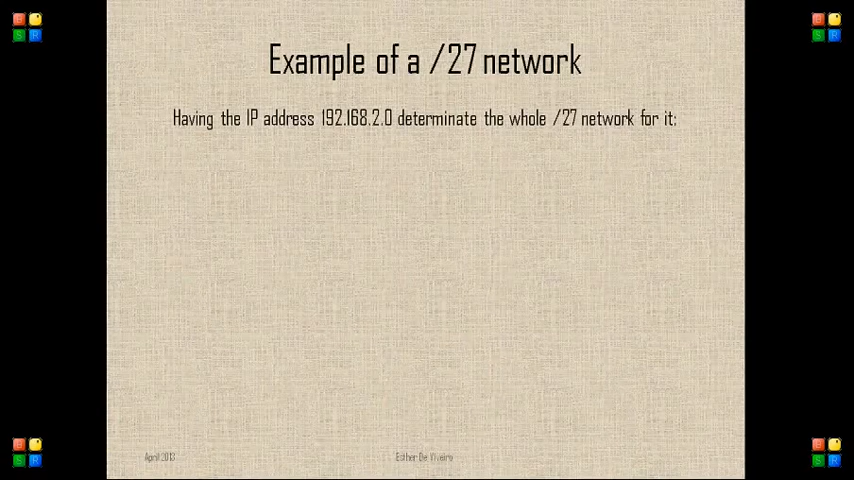 Example of a /27 network
Having the IP address 192.168.2.0 determinate the whole /27 network for it:
April 2013
Esther De Viveiro
B
S R
B
S R
B
S R
B
S R